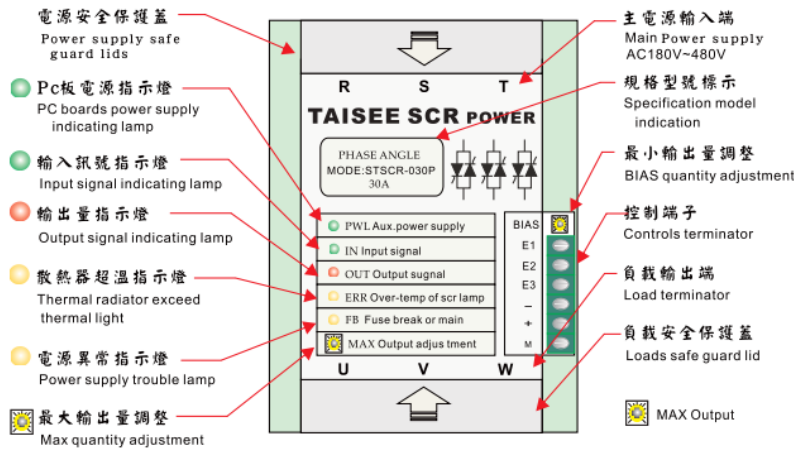 電源安全保護蓋
Power supply safe
guard lids
Pc板電源指示燈
PC boards power supply
indicating lamp
輸入訊號指示燈
Input signal indicating lamp
輸出量指示燈
Output signal indicating lamp
散熱器超溫指示燈
Thermal radiator exceed
thermal light
電源異常指示燈
Power supply trouble lamp
最大輸出量調整
Max quantity adjustment
R S T
TAISEE SCR POWER
PHASE ANGLE
MODE:STSCR-030P
30A
PWL Aux.power supply
IN Input signal
OUT Output sugnal
ERR Over-temp of scr lamp
FB Fuse break or main
MAX Output adjus tment
BIAS
E1
E2
E3
−
+
M
U V W
主電源輸入端
Main Power supply
AC180V~480V
規格型號標示
Specification model
indication
最小輸出量調整
BIAS quantity adjustment
控制端子
Controls terminator
負載輸出端
Load terminator
負載安全保護蓋
Loads safe guard lid
MAX Output